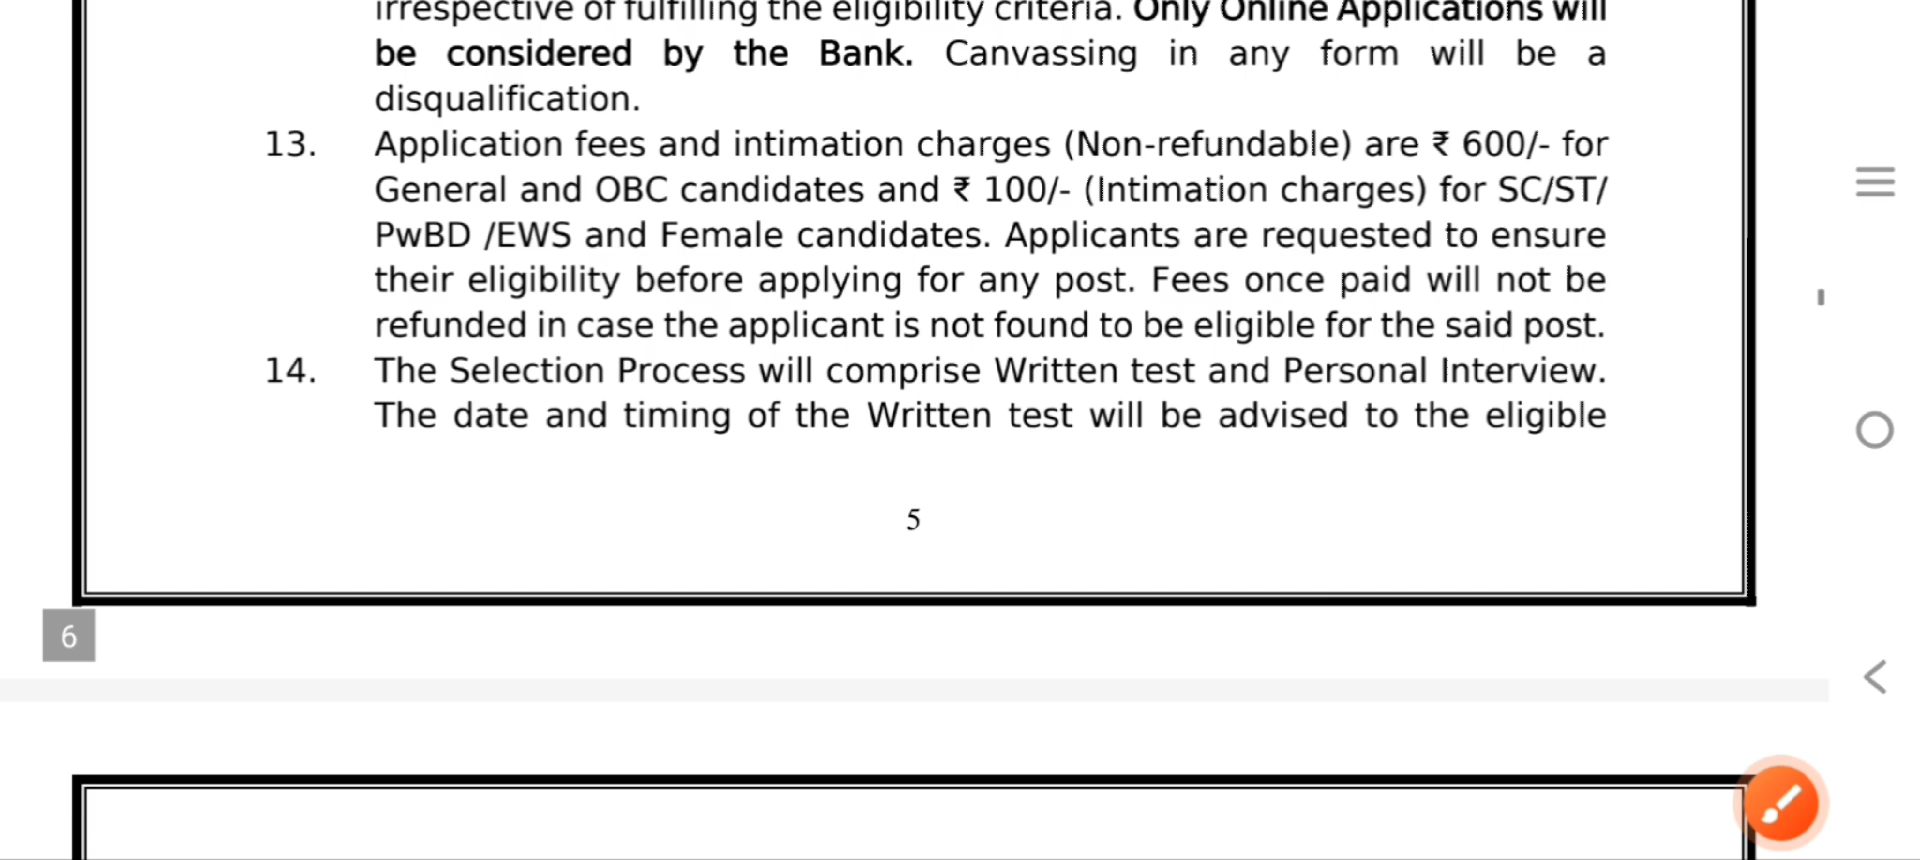 irrespective of fulfilling the eligibility criteria. Only Online Applications will
be considered by the Bank. Canvassing in any form will be a
disqualification.
13. Application fees and intimation charges (Non-refundable) are ₹ 600/- for
General and OBC candidates and ₹ 100/- (Intimation charges) for SC/ST/
PwBD /EWS and Female candidates. Applicants are requested to ensure
their eligibility before applying for any post. Fees once paid will not be
refunded in case the applicant is not found to be eligible for the said post.
14. The Selection Process will comprise Written test and Personal Interview.
The date and timing of the Written test will be advised to the eligible
5
6